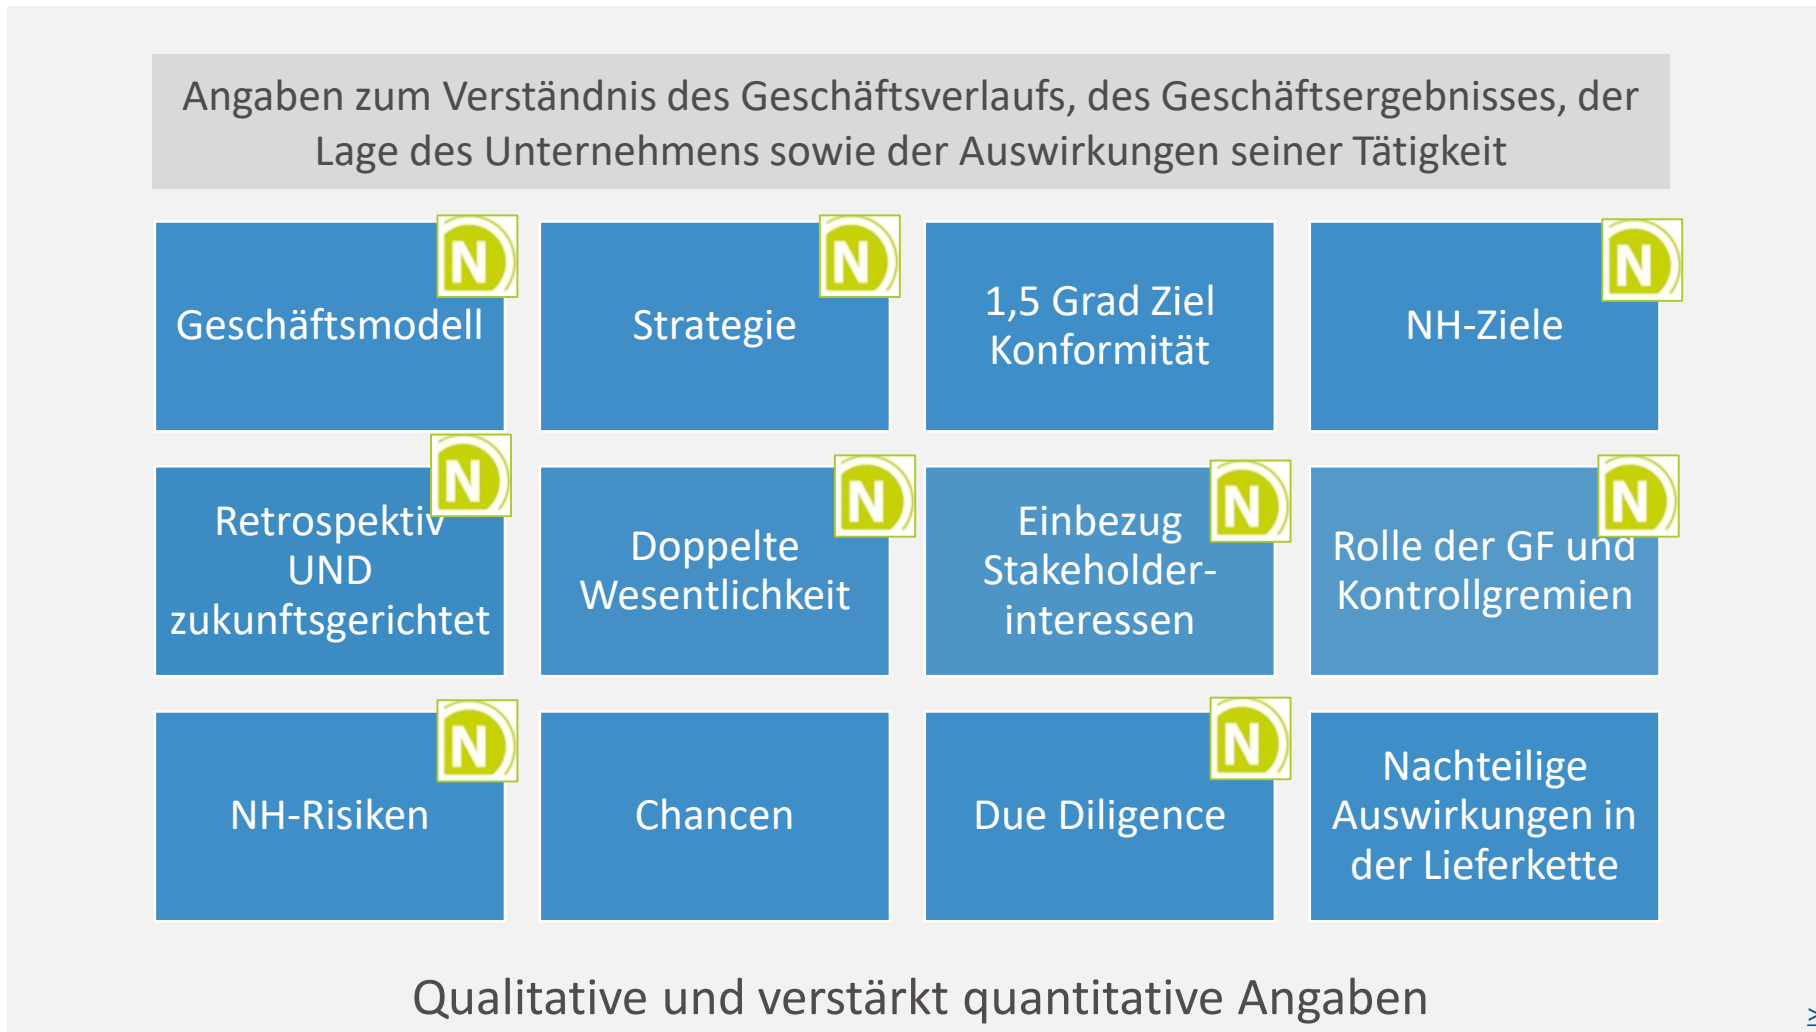 Angaben zum Verständnis des Geschäftsverlaufs, des Geschäftsergebnisses, der
Lage des Unternehmens sowie der Auswirkungen seiner Tätigkeit
N
Geschäftsmodell
N
Strategie
1,5 Grad Ziel
Konformität
N
NH-Ziele
N
Retrospektiv
UND
zukunftsgerichtet
N
Doppelte
Wesentlichkeit
N
Einbezug
Stakeholder-
interessen
N
Rolle der GF und
Kontrollgremien
N
NH-Risiken
Chancen
N
Due Diligence
Nachteilige
Auswirkungen in
der Lieferkette
Qualitative und verstärkt quantitative Angaben